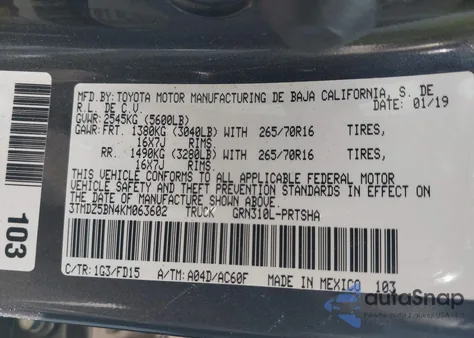 MFD.BY:TOYOTA MOTOR MANUFACTURING DE BAJA CALIFORNIA, S. DE
R.L. DE C.V. DATE: 01/19
GVWR: 2545KG (5600LB)
GAWR: FRT. 1380KG (3040LB) WITH 265/70R16 TIRES,
16X7J RIMS.
RR. 1490KG (3280LB) WITH 265/70R16 TIRES,
16X7J RIMS.
THIS VEHICLE CONFORMS TO ALL APPLICABLE FEDERAL MOTOR
VEHICLE SAFETY AND THEFT PREVENTION STANDARDS IN EFFECT ON
THE DATE OF MANUFACTURE SHOWN ABOVE.
3TMDZ5BN4KM063602 TRUCK GRN310L-PRTSHA
C/TR:1G3/FD15 A/TM: A04D/AC60F MADE IN MEXICO 103
103
autoSnap